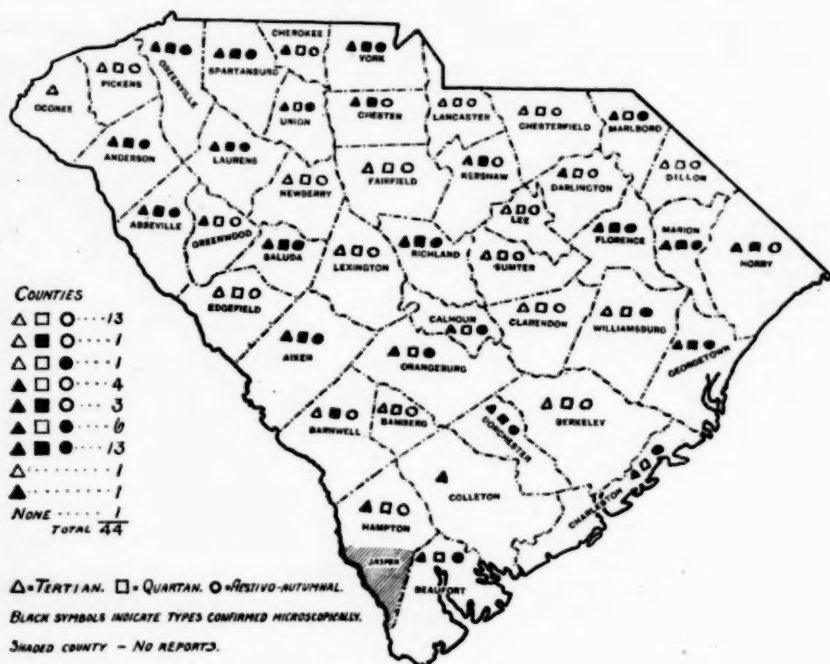 CHEROKEE
YORK
SPARTANBURG
GREENVILLE
PICKENS
OCONEE
UNION
CHESTER
LANCASTER
CHESTERFIELD
MARLBORO
ANDERSON
LAURENS
KERSHAW
DARLINGTON
DILLON
NEWBERRY
FAIRFIELD
LEE
ABBEVILLE
GREENWOOD
FLORENCE
MARION
SALUDA
RICHLAND
HORRY
LEXINGTON
SUMTER
EDGEFIELD
CALHOUN
CLARENDON
WILLIAMSBURG
GEORGETOWN
AIKEN
ORANGEBURG
BARNWELL
BAMBERG
DORCHESTER
BERKELEY
COLLETON
CHARLESTON
HAMPTON
JASPER
BEAUFORT
COUNTIES
△ □ ○ ..... 13
△ ■ ○ ..... 1
△ □ ● ..... 1
▲ □ ○ ..... 4
▲ ■ ○ ..... 3
▲ □ ● ..... 6
▲ ■ ● ..... 13
△ ......... 1
▲ ......... 1
NONE ..... 1
TOTAL 44
△=TERTIAN. □=QUARTAN. ○=AESTIVO-AUTUMNAL.
BLACK SYMBOLS INDICATE TYPES CONFIRMED MICROSCOPICALLY.
SHADED COUNTY – NO REPORTS.